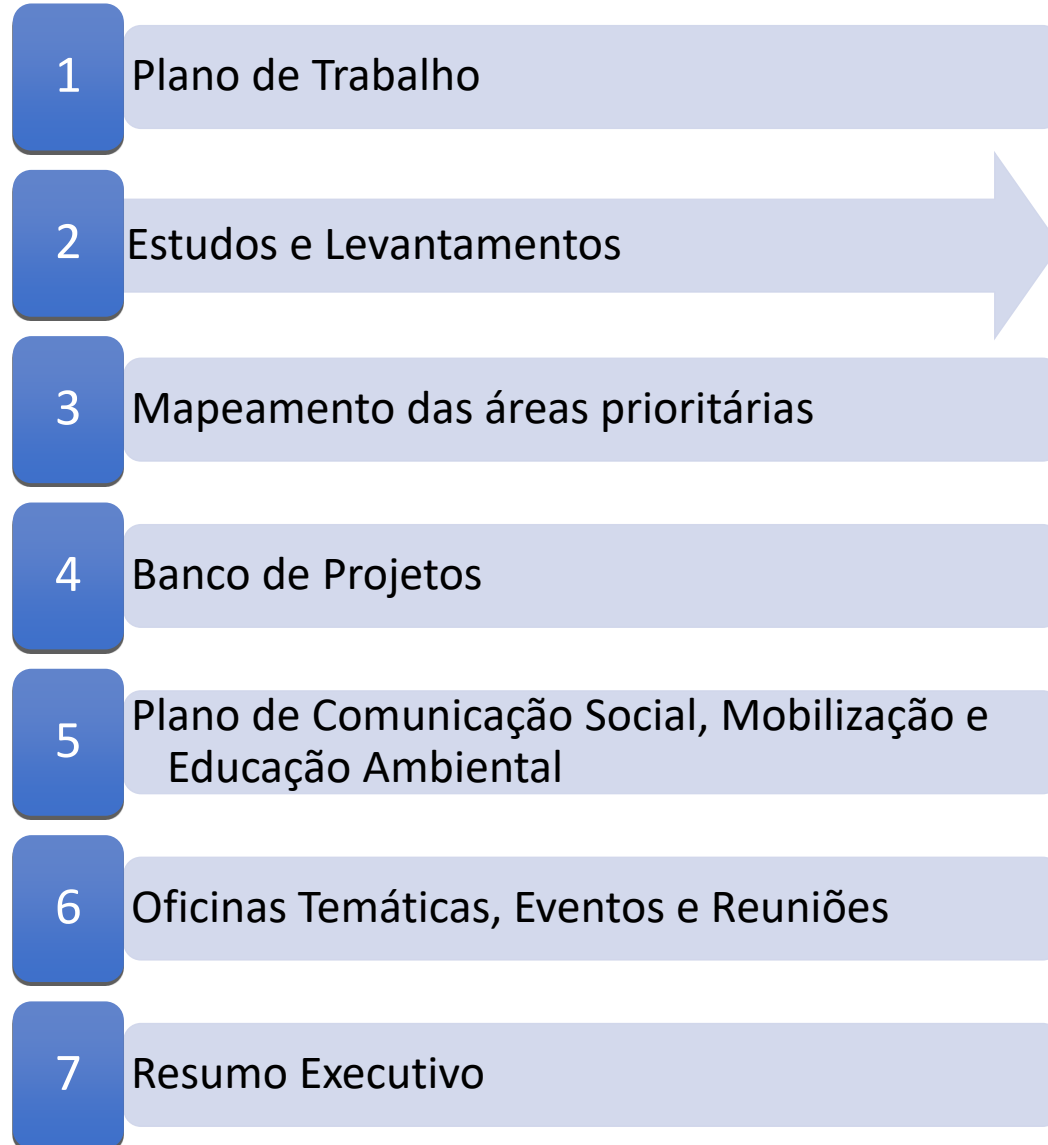 1
Plano de Trabalho
2
Estudos e Levantamentos
3
Mapeamento das áreas prioritárias
4
Banco de Projetos
5
Plano de Comunicação Social, Mobilização e
Educação Ambiental
6
Oficinas Temáticas, Eventos e Reuniões
7
Resumo Executivo